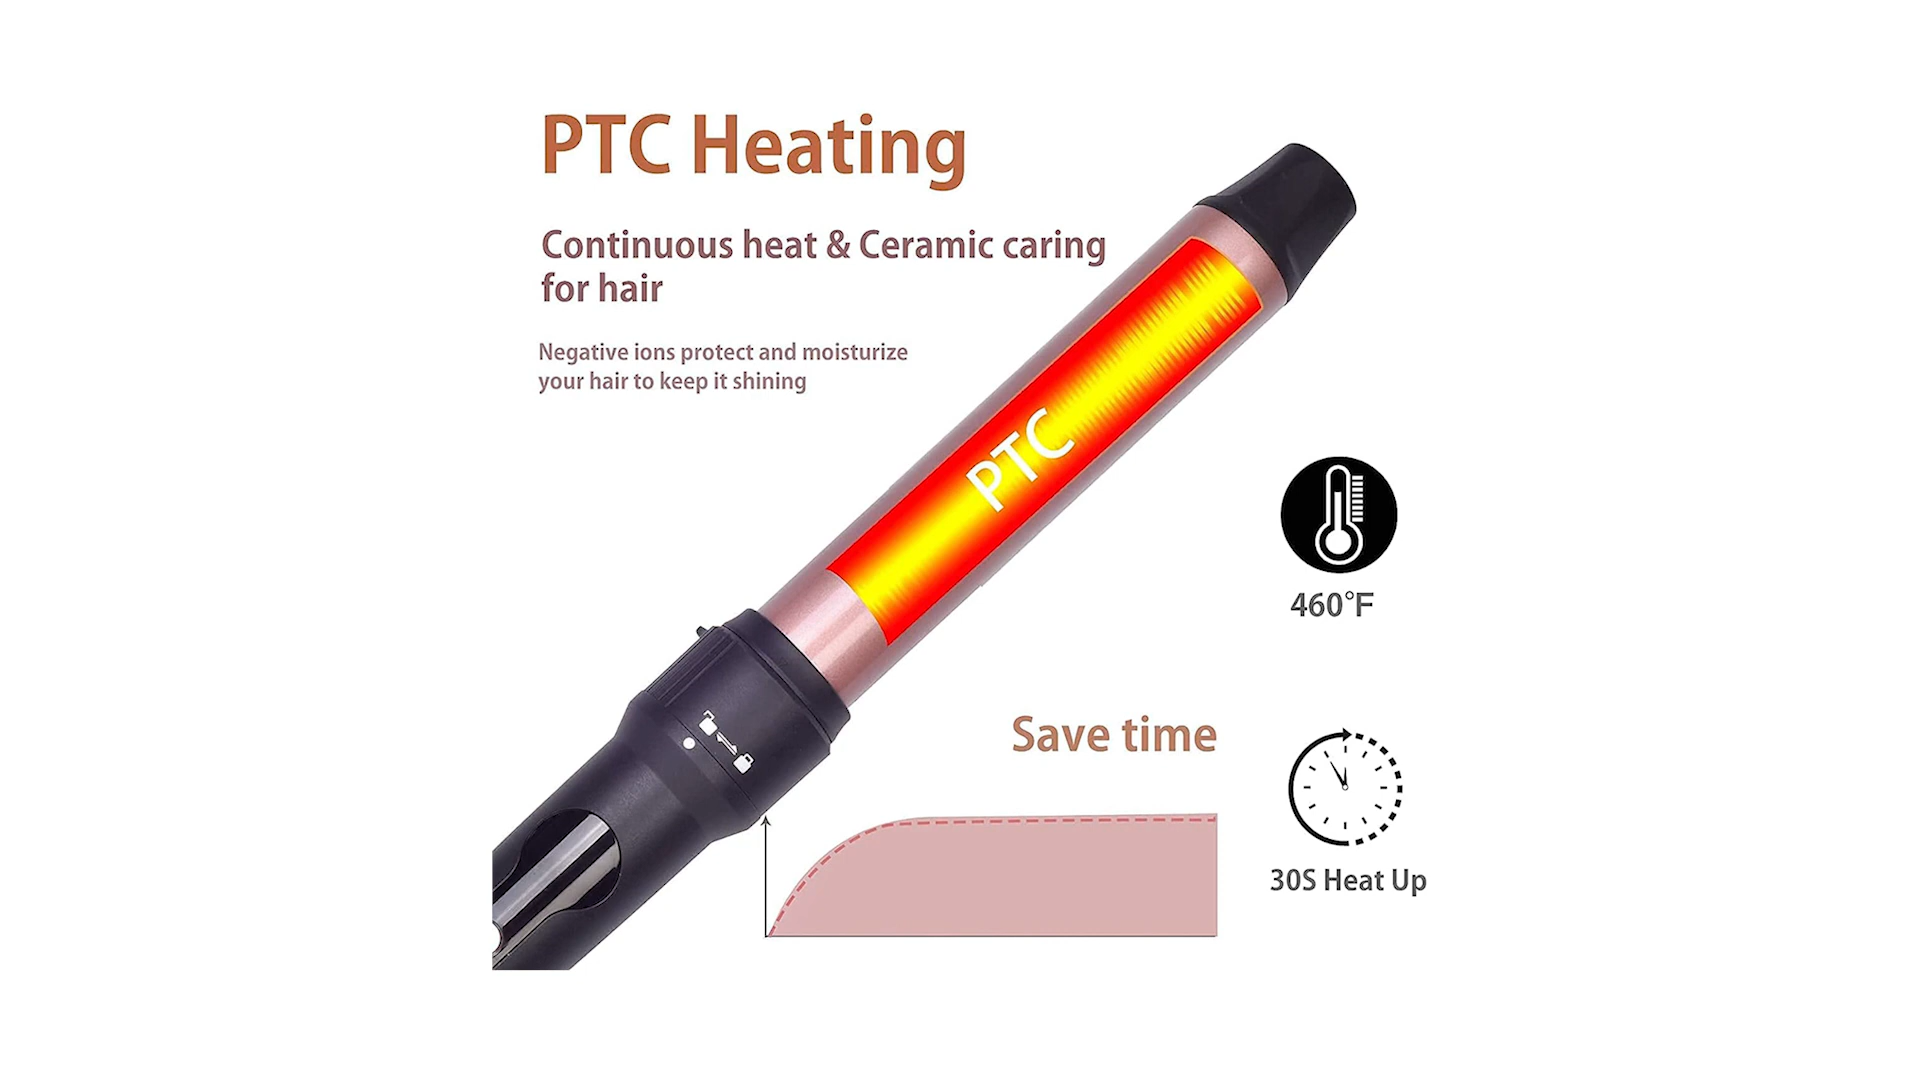 PTC Heating
Continuous heat & Ceramic caring
for hair
Negative ions protect and moisturize
your hair to keep it shining
PTC
460°F
Save time
30S Heat Up